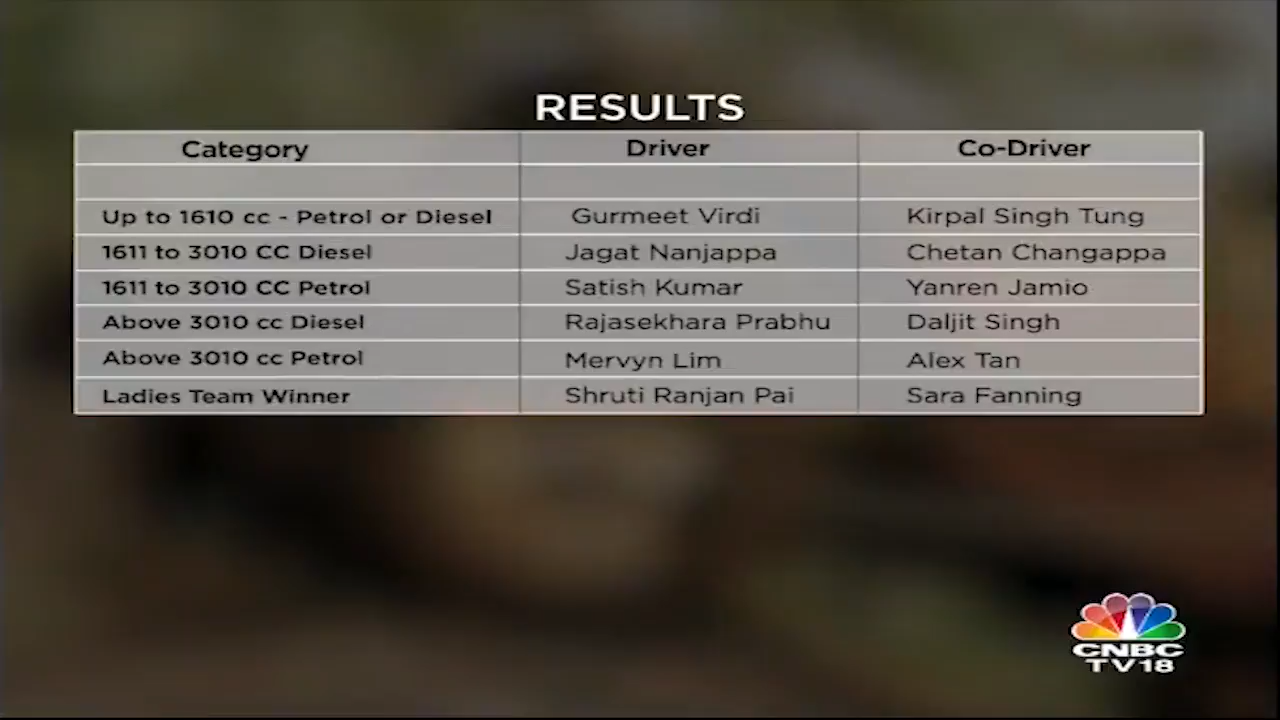 RESULTS
Category Driver Co-Driver
Up to 1610 cc - Petrol or Diesel Gurmeet Virdi Kirpal Singh Tung
1611 to 3010 CC Diesel Jagat Nanjappa Chetan Changappa
1611 to 3010 CC Petrol Satish Kumar Yanren Jamio
Above 3010 cc Diesel Rajasekhara Prabhu Daljit Singh
Above 3010 cc Petrol Mervyn Lim Alex Tan
Ladies Team Winner Shruti Ranjan Pai Sara Fanning
CNBC
TV18